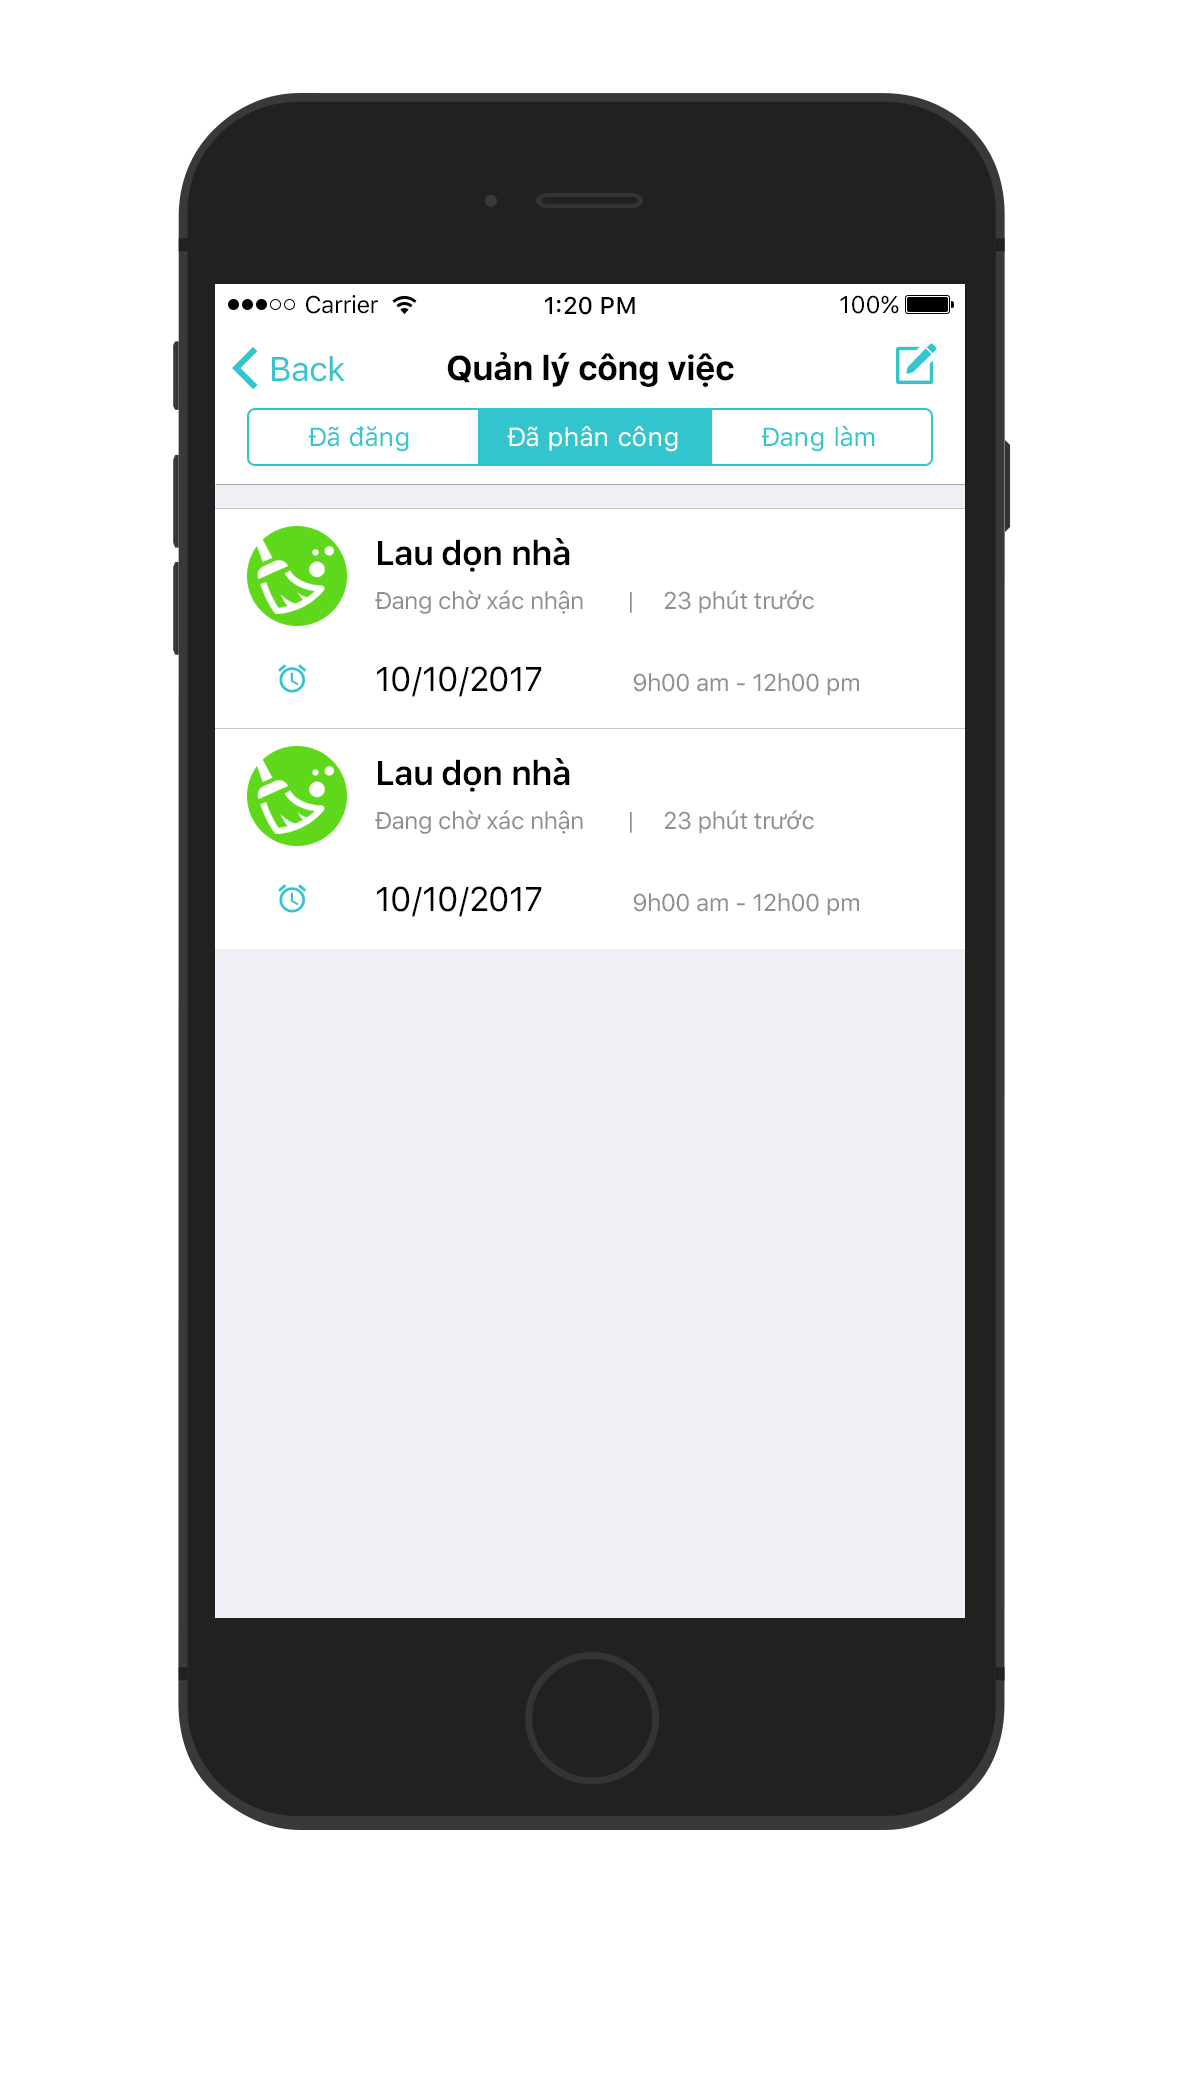 Carrier 1:20 PM 100%
Back Quản lý công việc
Đã đăng Đã phân công Đang làm
Lau dọn nhà
Đang chờ xác nhận | 23 phút trước
10/10/2017 9h00 am - 12h00 pm
Lau dọn nhà
Đang chờ xác nhận | 23 phút trước
10/10/2017 9h00 am - 12h00 pm